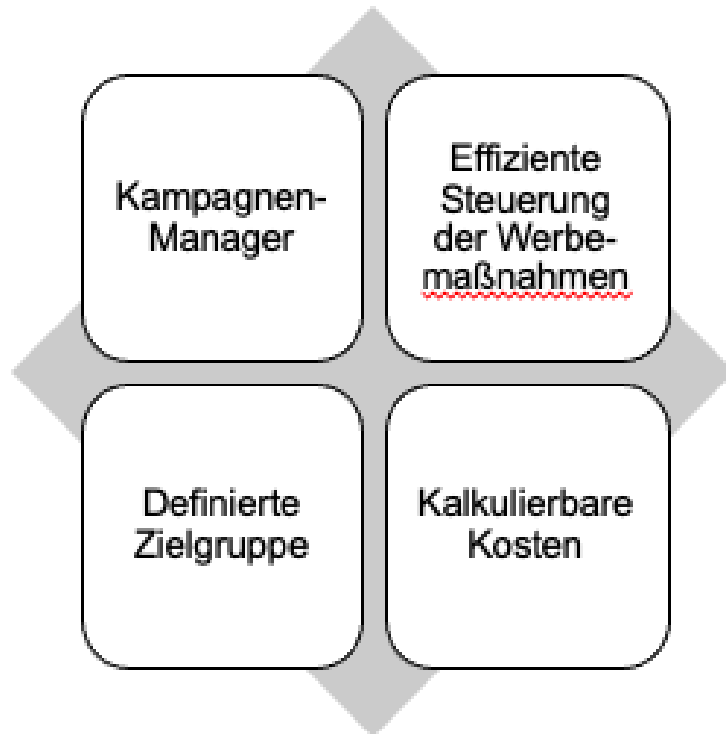 Kampagnen-
Manager
Effiziente
Steuerung
der Werbe-
maßnahmen
Definierte
Zielgruppe
Kalkulierbare
Kosten